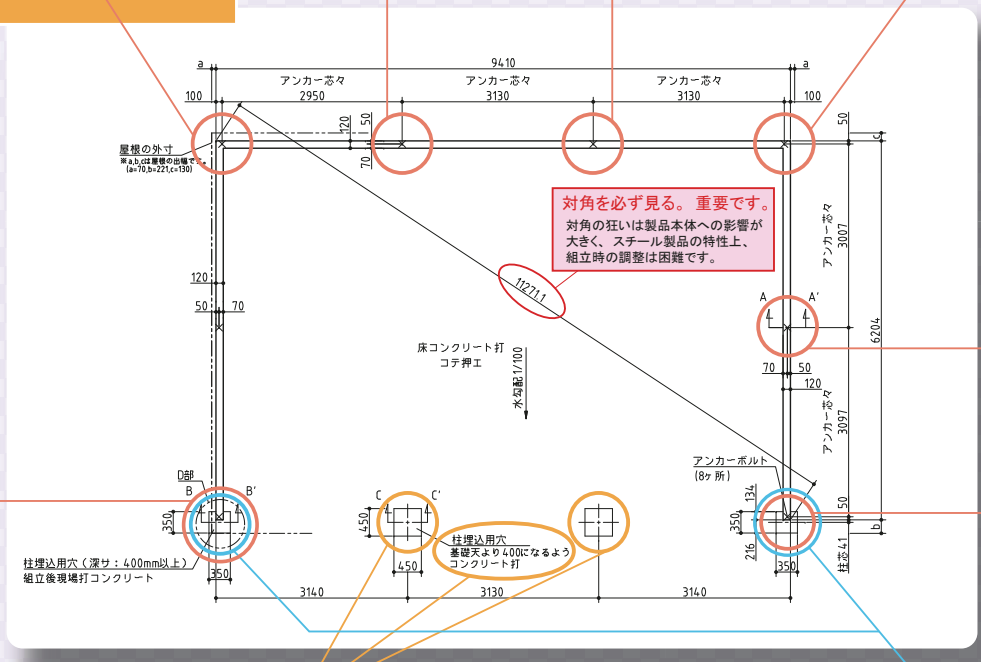 a
9410
a
アンカー芯々
アンカー芯々
アンカー芯々
100
2950
3130
3130
100
120
50
70
50
c
屋根の外寸
※a,b,cは屋根の出幅です。
(a=70,b=221,c=130)
対角を必ず見る。 重要です。
対角の狂いは製品本体への影響が
大きく、スチール製品の特性上、
組立時の調整は困難です。
アンカー芯々
3007
120
50
70
11271.1
A
A'
6204
床コンクリート打
コテ押エ
水勾配1/100
70
50
120
アンカー芯々
3097
アンカーボルト
(8ヶ所)
D部
B
B'
C
C'
134
50
350
450
柱埋込用穴
基礎天より400になるよう
コンクリート打
350
216
b
柱埋込用穴(深サ:400mm以上)
組立後現場打コンクリート
350
450
350
柱芯41
3140
3130
3140